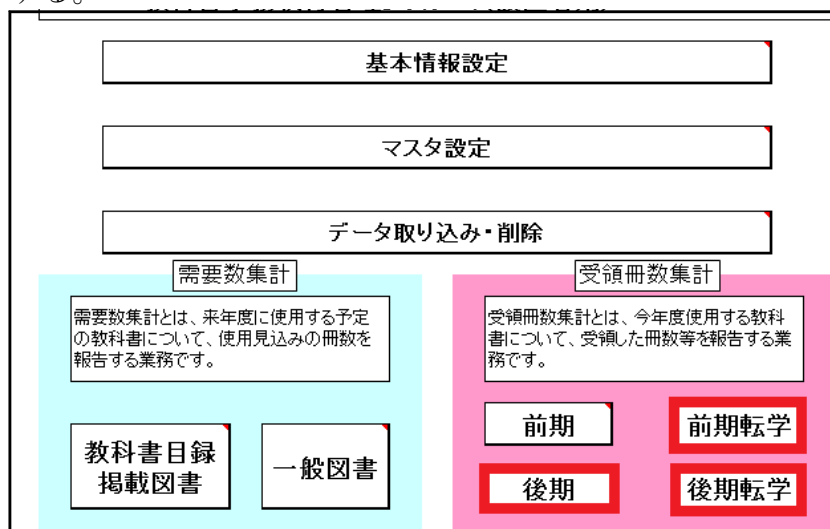 する。
基本情報設定
マスタ設定
データ取り込み・削除
需要数集計
需要数集計とは、来年度に使用する予定
の教科書について、使用見込みの冊数を
報告する業務です。
教科書目録
掲載図書
一般図書
受領冊数集計
受領冊数集計とは、今年度使用する教科
書について、受領した冊数等を報告する業
務です。
前期
前期転学
後期
後期転学